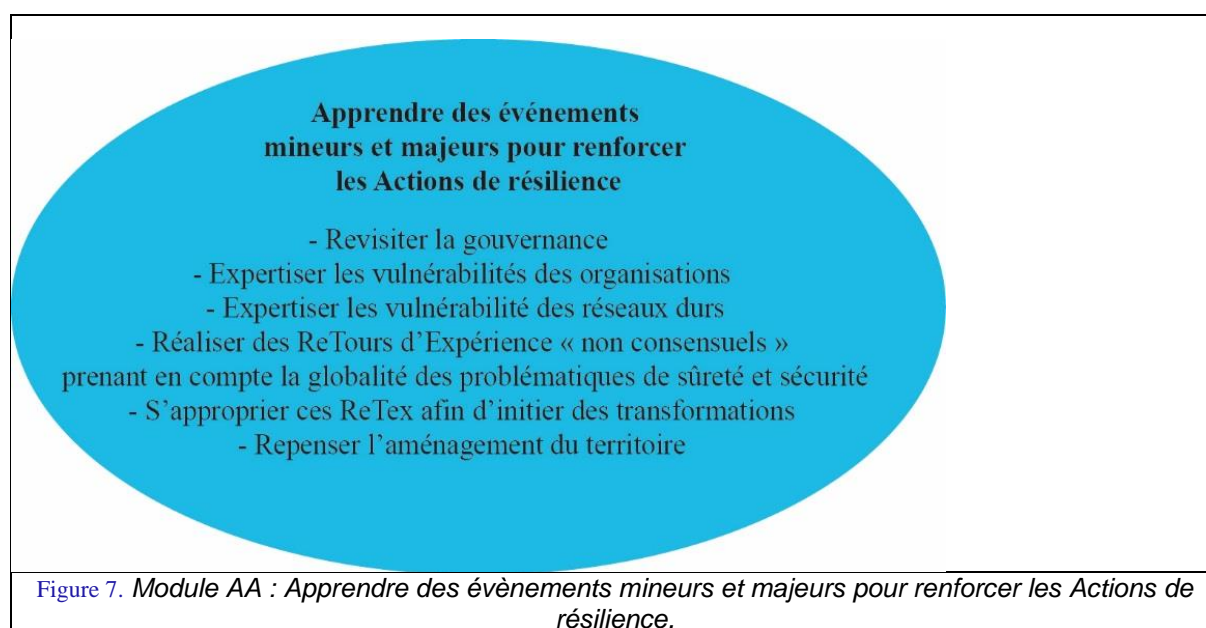 Apprendre des événements
mineurs et majeurs pour renforcer
les Actions de résilience
- Revisiter la gouvernance
- Expertiser les vulnérabilités des organisations
- Expertiser les vulnérabilité des réseaux durs
- Réaliser des ReTours d’Expérience « non consensuels »
prenant en compte la globalité des problématiques de sûreté et sécurité
- S’approprier ces ReTex afin d’initier des transformations
- Repenser l’aménagement du territoire
Figure 7. Module AA : Apprendre des évènements mineurs et majeurs pour renforcer les Actions de
résilience.